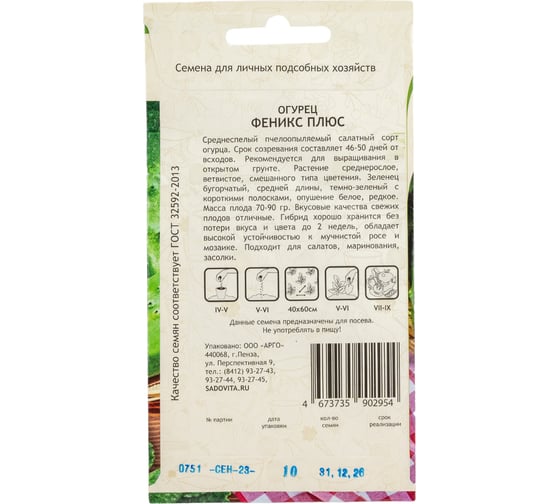 Семена для личных подсобных хозяйств
ОГУРЕЦ
ФЕНИКС ПЛЮС
Среднеспелый пчелоопыляемый салатный сорт
огурца. Срок созревания составляет 46-50 дней от
всходов. Рекомендуется для выращивания в
открытом грунте. Растение среднерослое,
ветвистое, смешанного типа цветения. Зеленец
бугорчатый, средней длины, темно-зеленый с
короткими полосками, опушение белое, редкое.
Масса плода 70-90 гр. Вкусовые качества свежих
плодов отличные. Гибрид хорошо хранится без
потери вкуса и цвета до 2 недель, обладает
высокой устойчивостью к мучнистой росе и
мозаике. Подходит для салатов, маринования,
засолки.
IV-V V-VI 40х60см V-VI VII-IX
Данные семена предназначены для посева.
Не употреблять в пищу!
Упаковано: ООО «АРГО»
440068, г.Пенза,
ул. Перспективная 9,
тел.: (8412) 93-27-43,
93-27-44, 93-27-45,
SADOVITA.RU
4 673735 902954
№ партии дата упаковки кол-во семян срок реализации
0751 -СЕН-23- 10 31.12.26
Качество семян соответствует ГОСТ 32592-2013